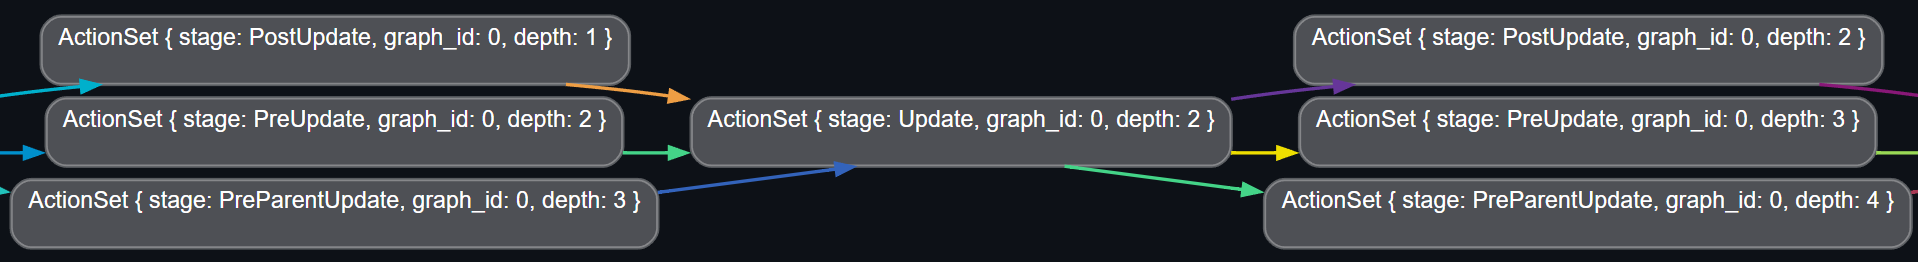 ActionSet { stage: PostUpdate, graph_id: 0, depth: 1 }
ActionSet { stage: PreUpdate, graph_id: 0, depth: 2 }
ActionSet { stage: PreParentUpdate, graph_id: 0, depth: 3 }
ActionSet { stage: Update, graph_id: 0, depth: 2 }
ActionSet { stage: PostUpdate, graph_id: 0, depth: 2 }
ActionSet { stage: PreUpdate, graph_id: 0, depth: 3 }
ActionSet { stage: PreParentUpdate, graph_id: 0, depth: 4 }